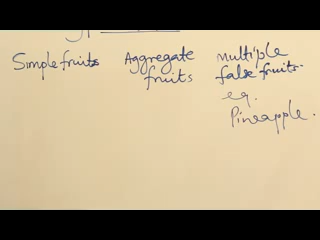 Simple fruits Aggregate multiple
fruits false fruits.
eg.
Pineapple.